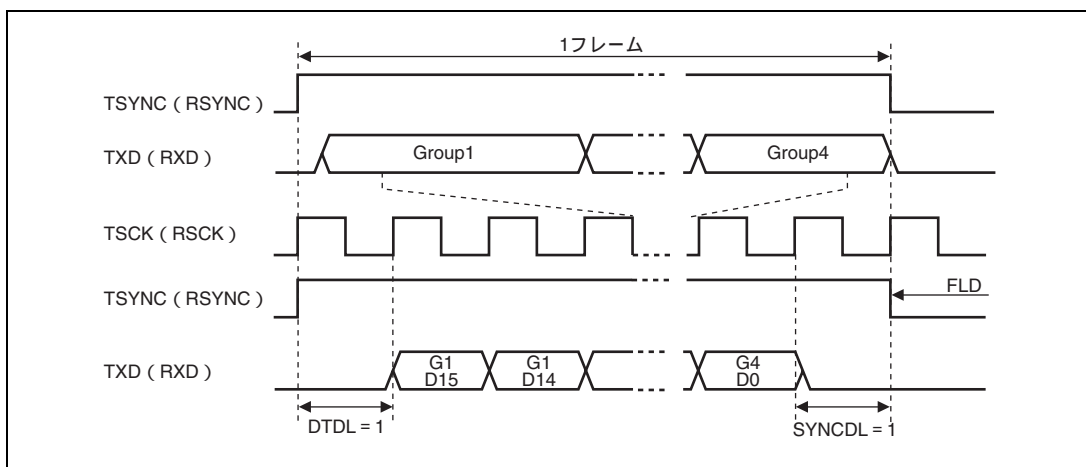 1フレーム
TSYNC（RSYNC）
TXD（RXD）
Group1
Group4
TSCK（RSCK）
TSYNC（RSYNC）
FLD
TXD（RXD）
G1
D15
G1
D14
G4
D0
DTDL = 1
SYNCDL = 1